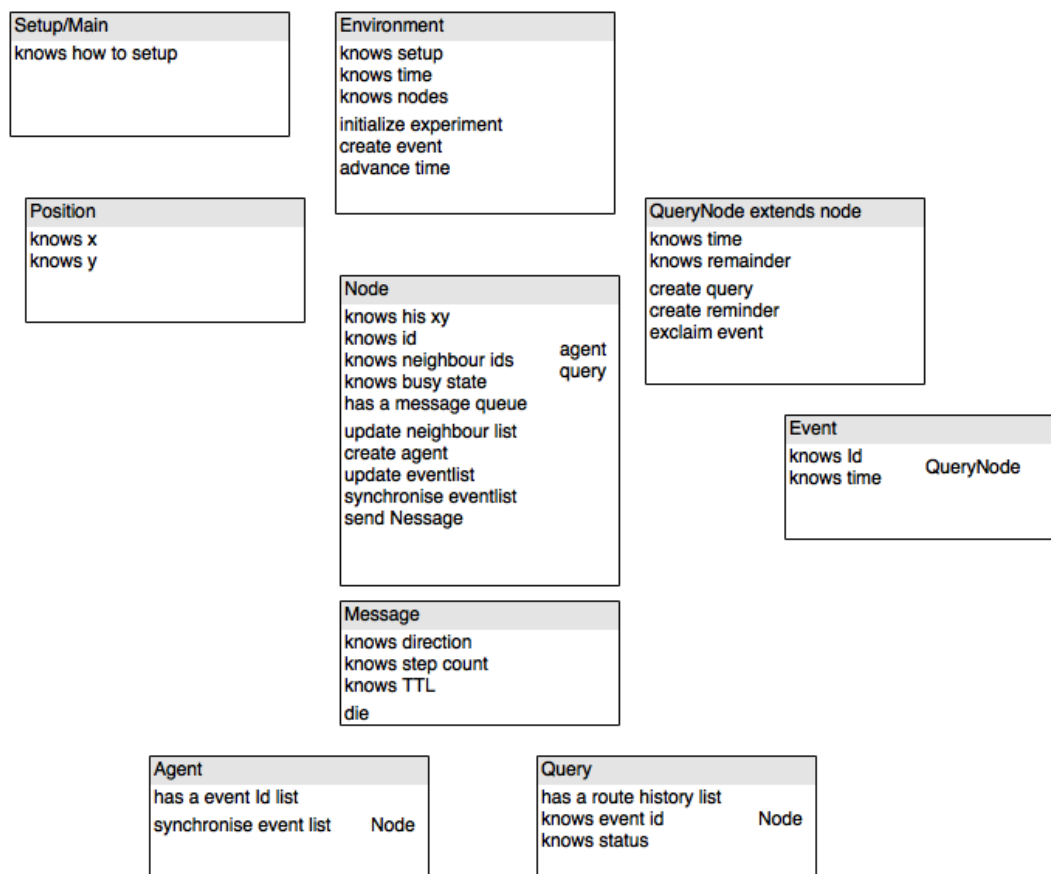 Setup/Main
knows how to setup
Environment
knows setup
knows time
knows nodes
initialize experiment
create event
advance time
Position
knows x
knows y
QueryNode extends node
knows time
knows remainder
create query
create reminder
exclaim event
Node
knows his xy
knows id
knows neighbour ids
knows busy state
has a message queue
agent
query
update neighbour list
create agent
update eventlist
synchronise eventlist
send Nessage
Event
knows Id
knows time
QueryNode
Message
knows direction
knows step count
knows TTL
die
Agent
has a event Id list
synchronise event list
Node
Query
has a route history list
knows event id
knows status
Node